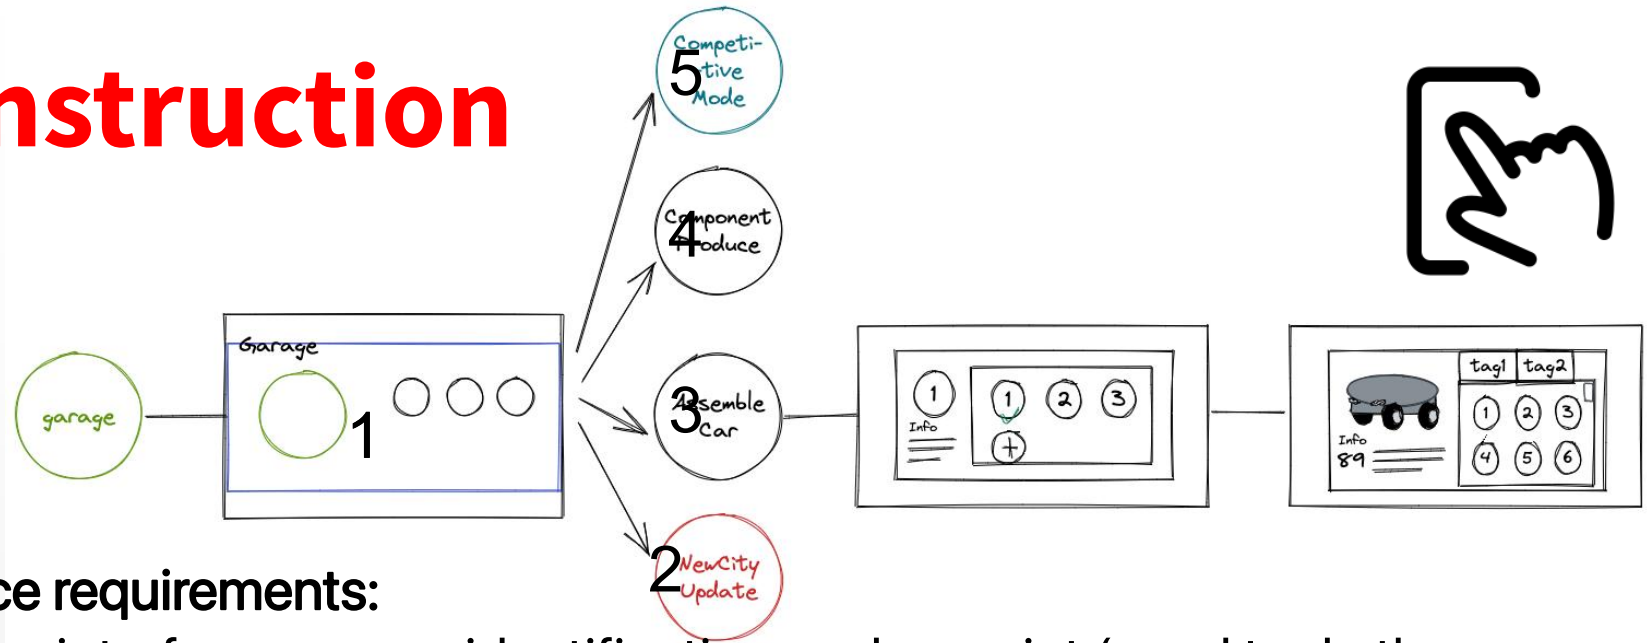 nstruction
Competi-
tive
Mode
5
Component
Produce
4
garage
Garage
1
Assemble
Car
3
1
Info
1 2 3
+
tag1 tag2
1 2 3
4 5 6
Info
89
NewCity
Update
2
ce requirements: